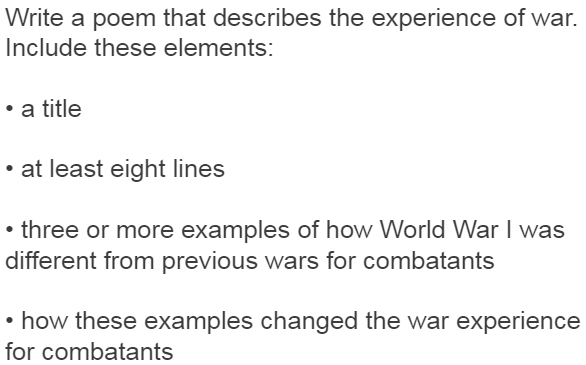 Write a poem that describes the experience of war.
Include these elements:
• a title
• at least eight lines
• three or more examples of how World War I was
different from previous wars for combatants
• how these examples changed the war experience
for combatants